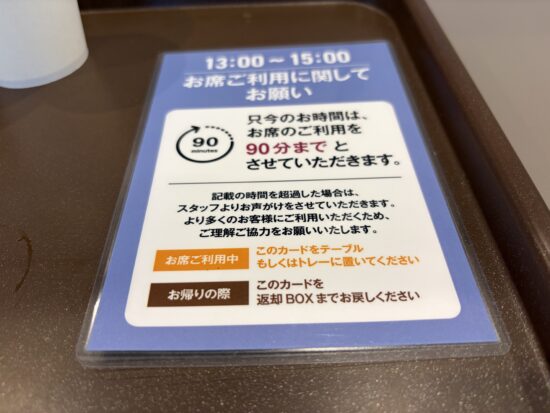 13:00～15:00
お席ご利用に関して
お願い
90
minutes
只今のお時間は、
お席のご利用を
90分までと
させていただきます。
記載の時間を超過した場合は、
スタッフよりお声がけをさせていただきます。
より多くのお客様にご利用いただくため、
ご理解ご協力をお願いいたします。
お席ご利用中
このカードをテーブル
もしくはトレーに置いてください
お帰りの際
このカードを
返却BOXまでお戻しください